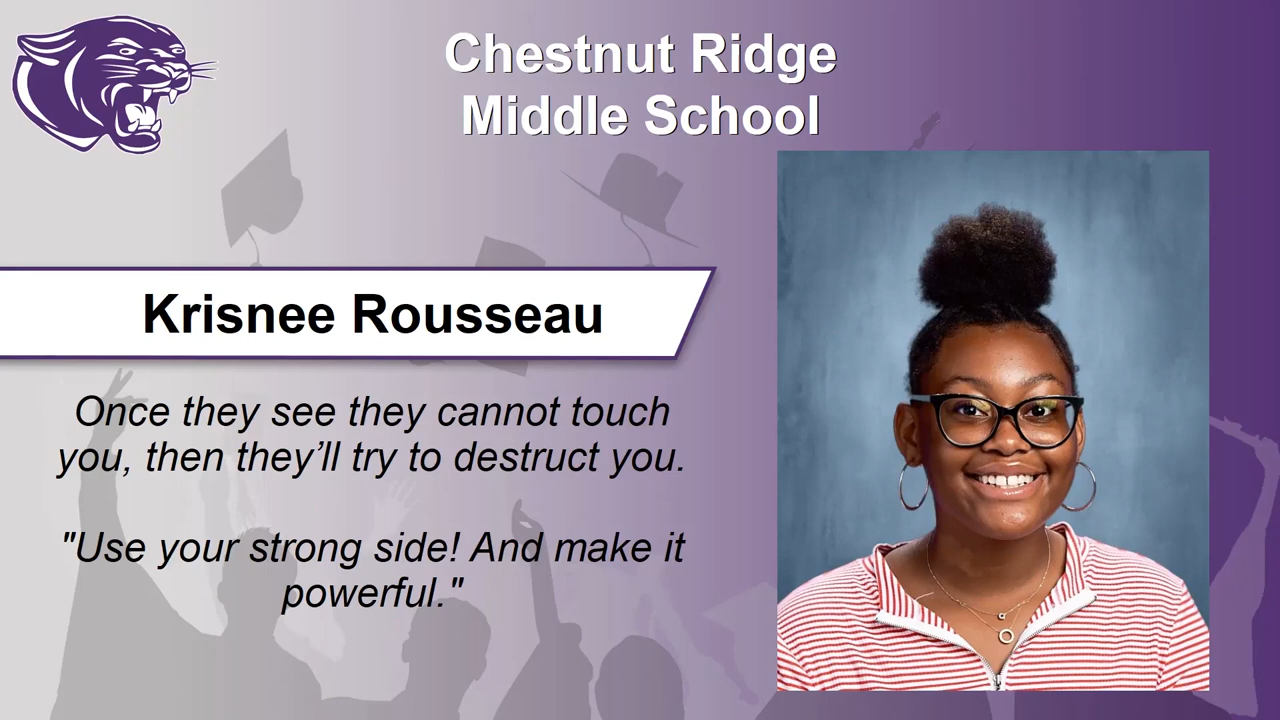 Chestnut Ridge
Middle School
Krisnee Rousseau
Once they see they cannot touch
you, then they’ll try to destruct you.
"Use your strong side! And make it
powerful."